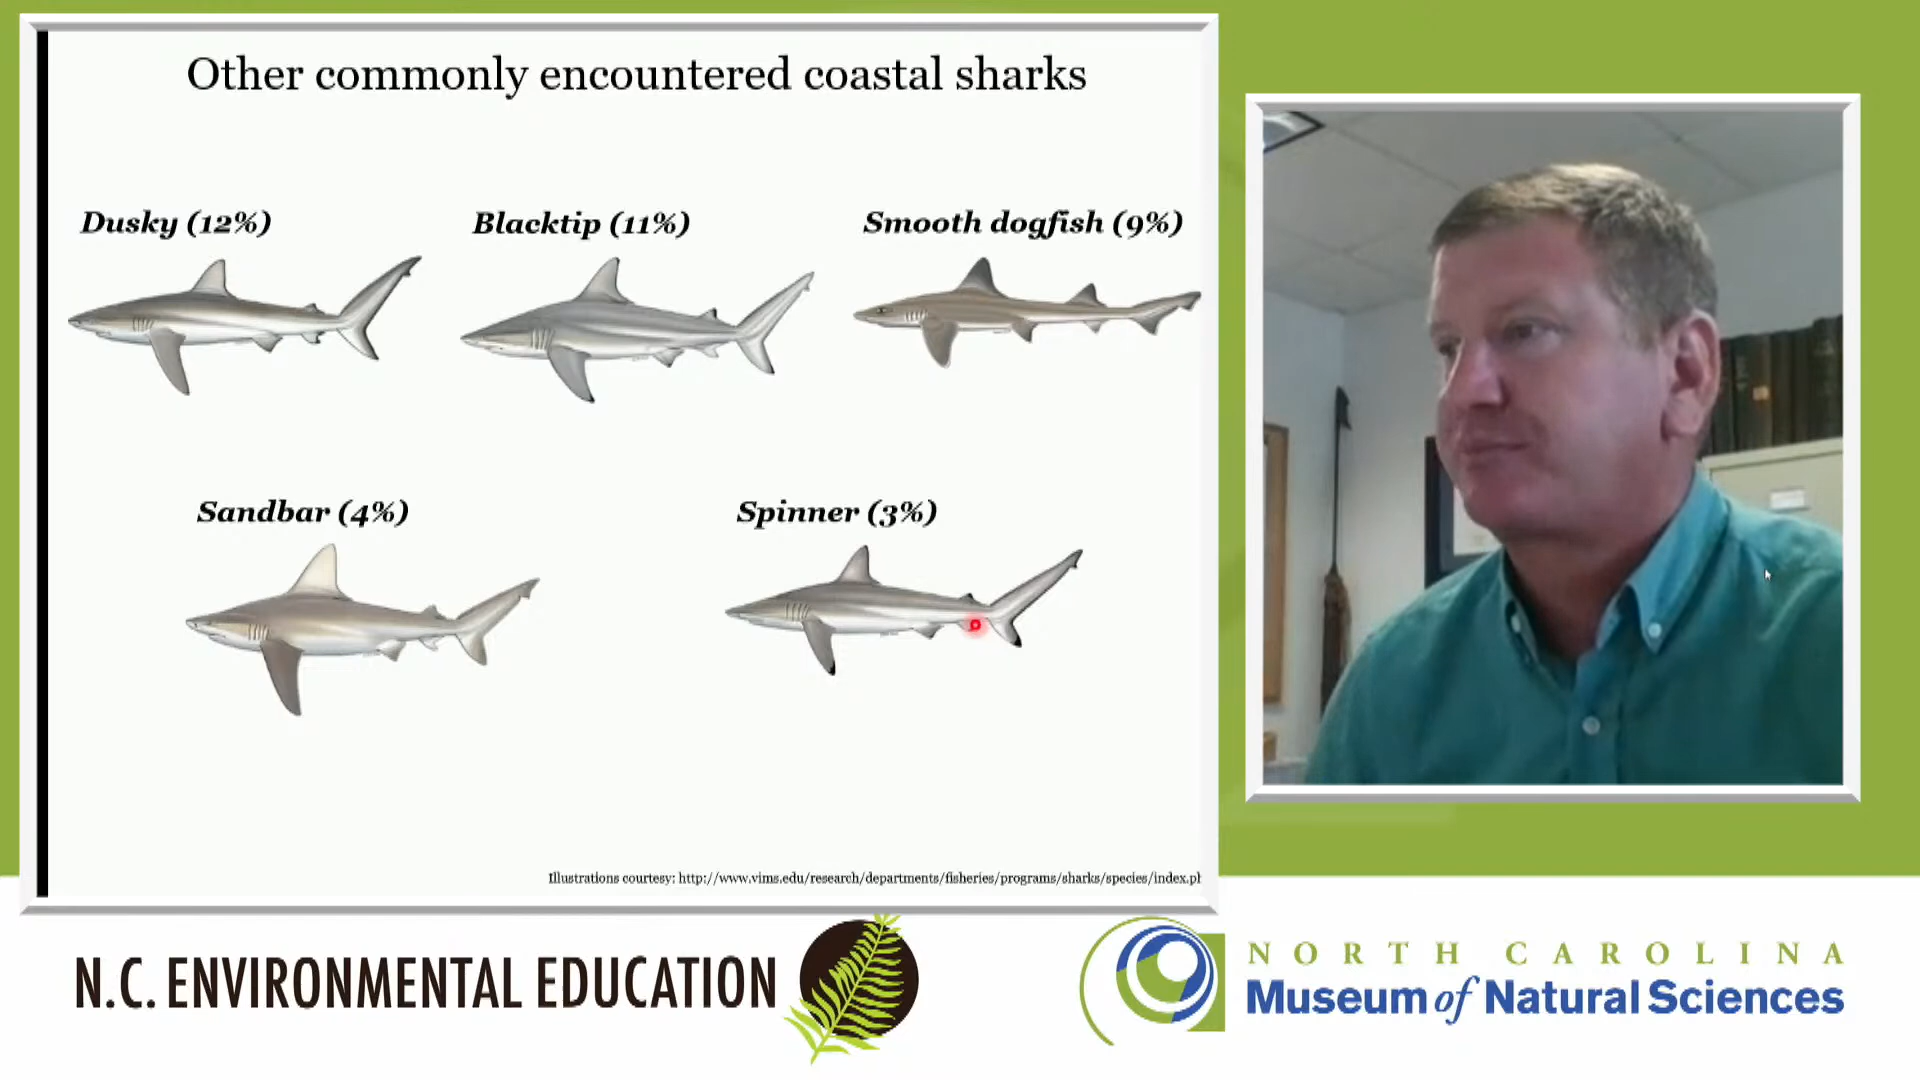 Other commonly encountered coastal sharks
Dusky (12%)
Blacktip (11%)
Smooth dogfish (9%)
Sandbar (4%)
Spinner (3%)
Illustrations courtesy: http://www.vims.edu/research/departments/fisheries/programs/sharks/species/index.ph
N.C. ENVIRONMENTAL EDUCATION
NORTH CAROLINA
Museum of Natural Sciences